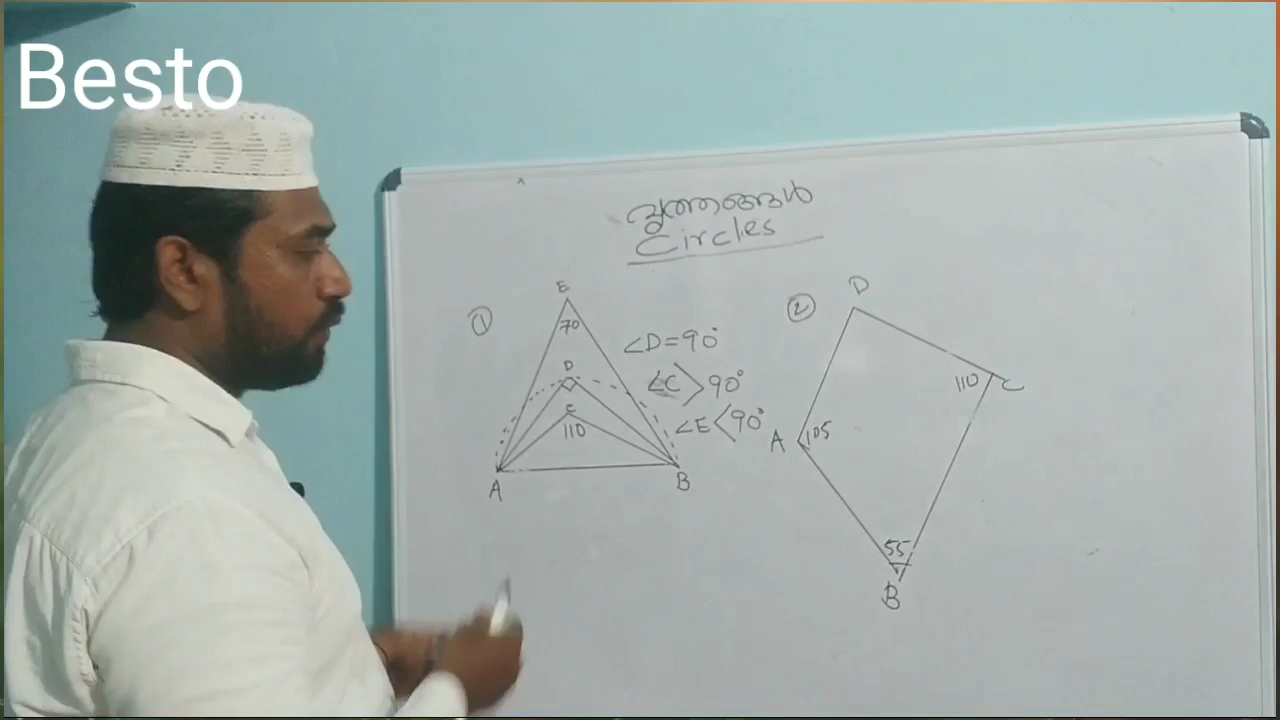 Besto
വൃത്തങ്ങൾ
Circles
①
E
70
D
C
110
A
B
∠D=90°
∠C>90°
∠E<90°
②
D
110
C
A
105
55
B